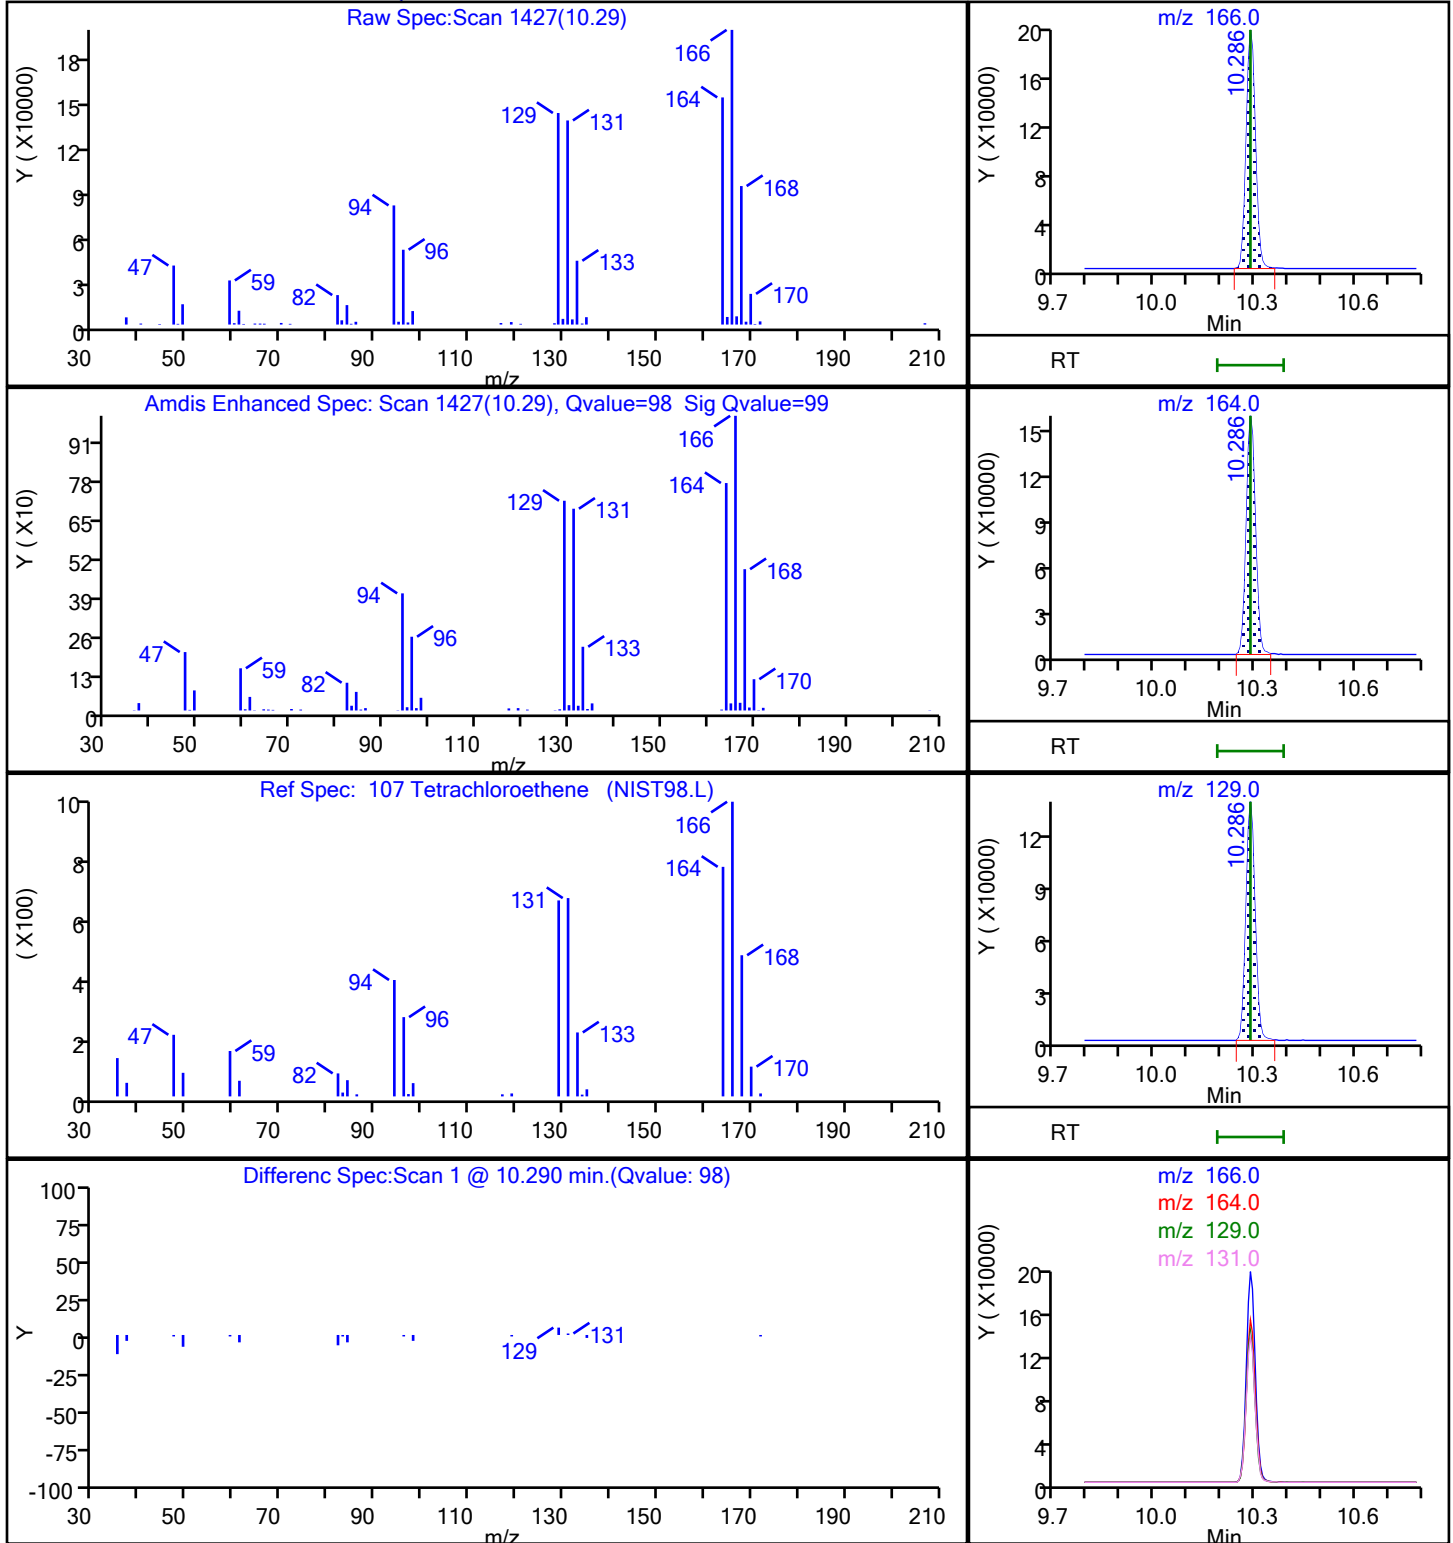 Raw Spec:Scan 1427(10.29)
Y ( X10000)
18
15
12
9
6
3
0
166
164
129
131
168
94
96
133
47
59
82
170
30 50 70 90 110 130 150 170 190 210
m/z
m/z 166.0
Y ( X10000)
20
16
12
8
4
0
10.286
9.7 10.0 10.3 10.6
Min
RT
Amdis Enhanced Spec: Scan 1427(10.29), Qvalue=98 Sig Qvalue=99
Y ( X10)
91
78
65
52
39
26
13
0
166
164
129
131
168
94
96
133
47
59
82
170
30 50 70 90 110 130 150 170 190 210
m/z
m/z 164.0
Y ( X10000)
15
12
9
6
3
0
10.286
9.7 10.0 10.3 10.6
Min
RT
Ref Spec: 107 Tetrachloroethene (NIST98.L)
( X100)
10
8
6
4
2
0
166
164
131
168
94
96
133
47
59
82
170
30 50 70 90 110 130 150 170 190 210
m/z 129.0
Y ( X10000)
12
9
6
3
0
10.286
9.7 10.0 10.3 10.6
Min
RT
Differenc Spec:Scan 1 @ 10.290 min.(Qvalue: 98)
Y
100
75
50
25
0
-25
-50
-75
-100
129
131
30 50 70 90 110 130 150 170 190 210
m/z
m/z 166.0
m/z 164.0
m/z 129.0
m/z 131.0
Y ( X10000)
20
16
12
8
4
0
9.7 10.0 10.3 10.6
Min